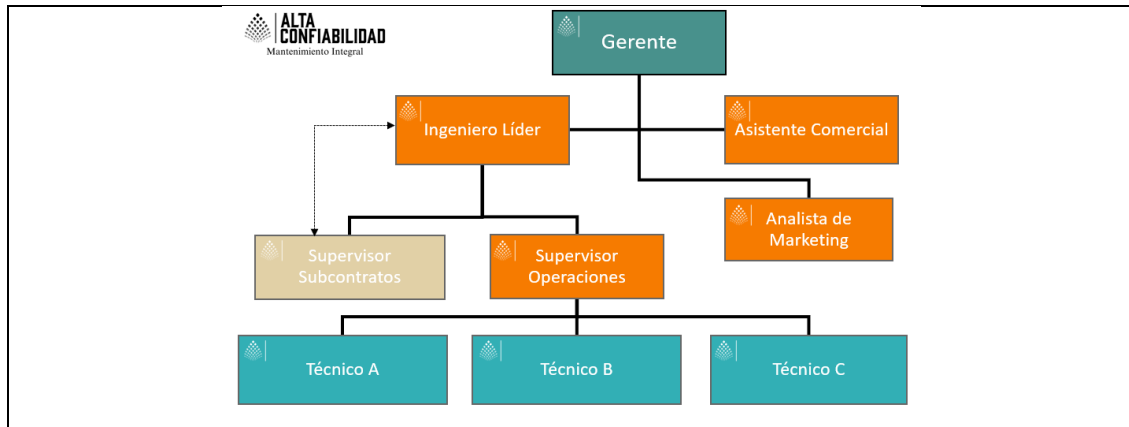 ALTA
CONFIABILIDAD
Mantenimiento Integral
Gerente
Ingeniero Líder
Asistente Comercial
Analista de
Marketing
Supervisor
Subcontratos
Supervisor
Operaciones
Técnico A
Técnico B
Técnico C